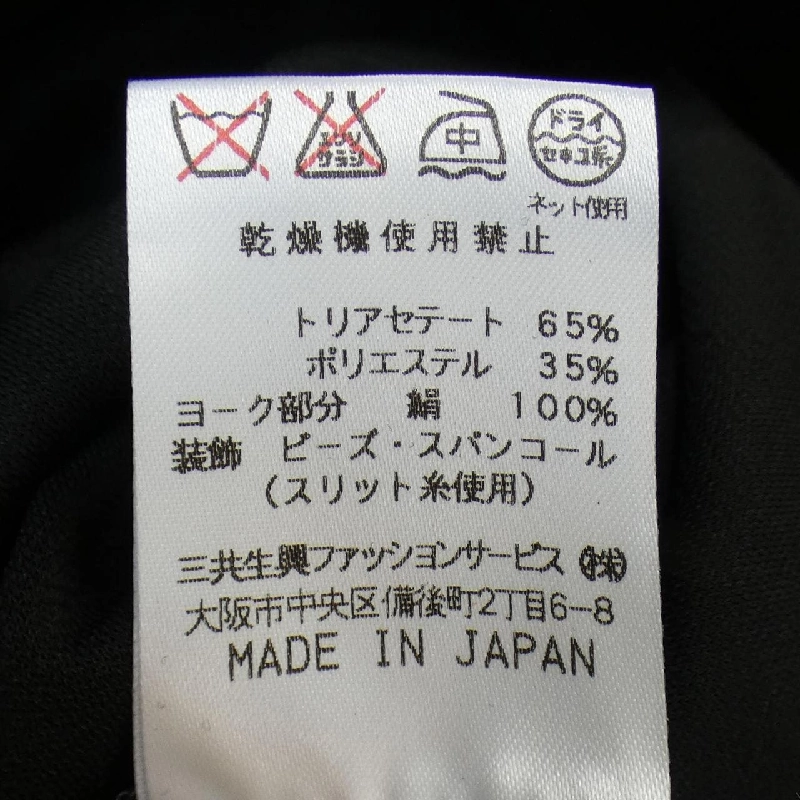 エンソ
サラシ
中
ドライ
セキユ系
ネット使用
乾燥機使用禁止
トリアセテート 65%
ポリエステル 35%
ヨーク部分 絹 100%
装飾 ビーズ・スパンコール
(スリット糸使用)
三共生興ファッションサービス ㈱
大阪市中央区備後町2丁目6-8
MADE IN JAPAN